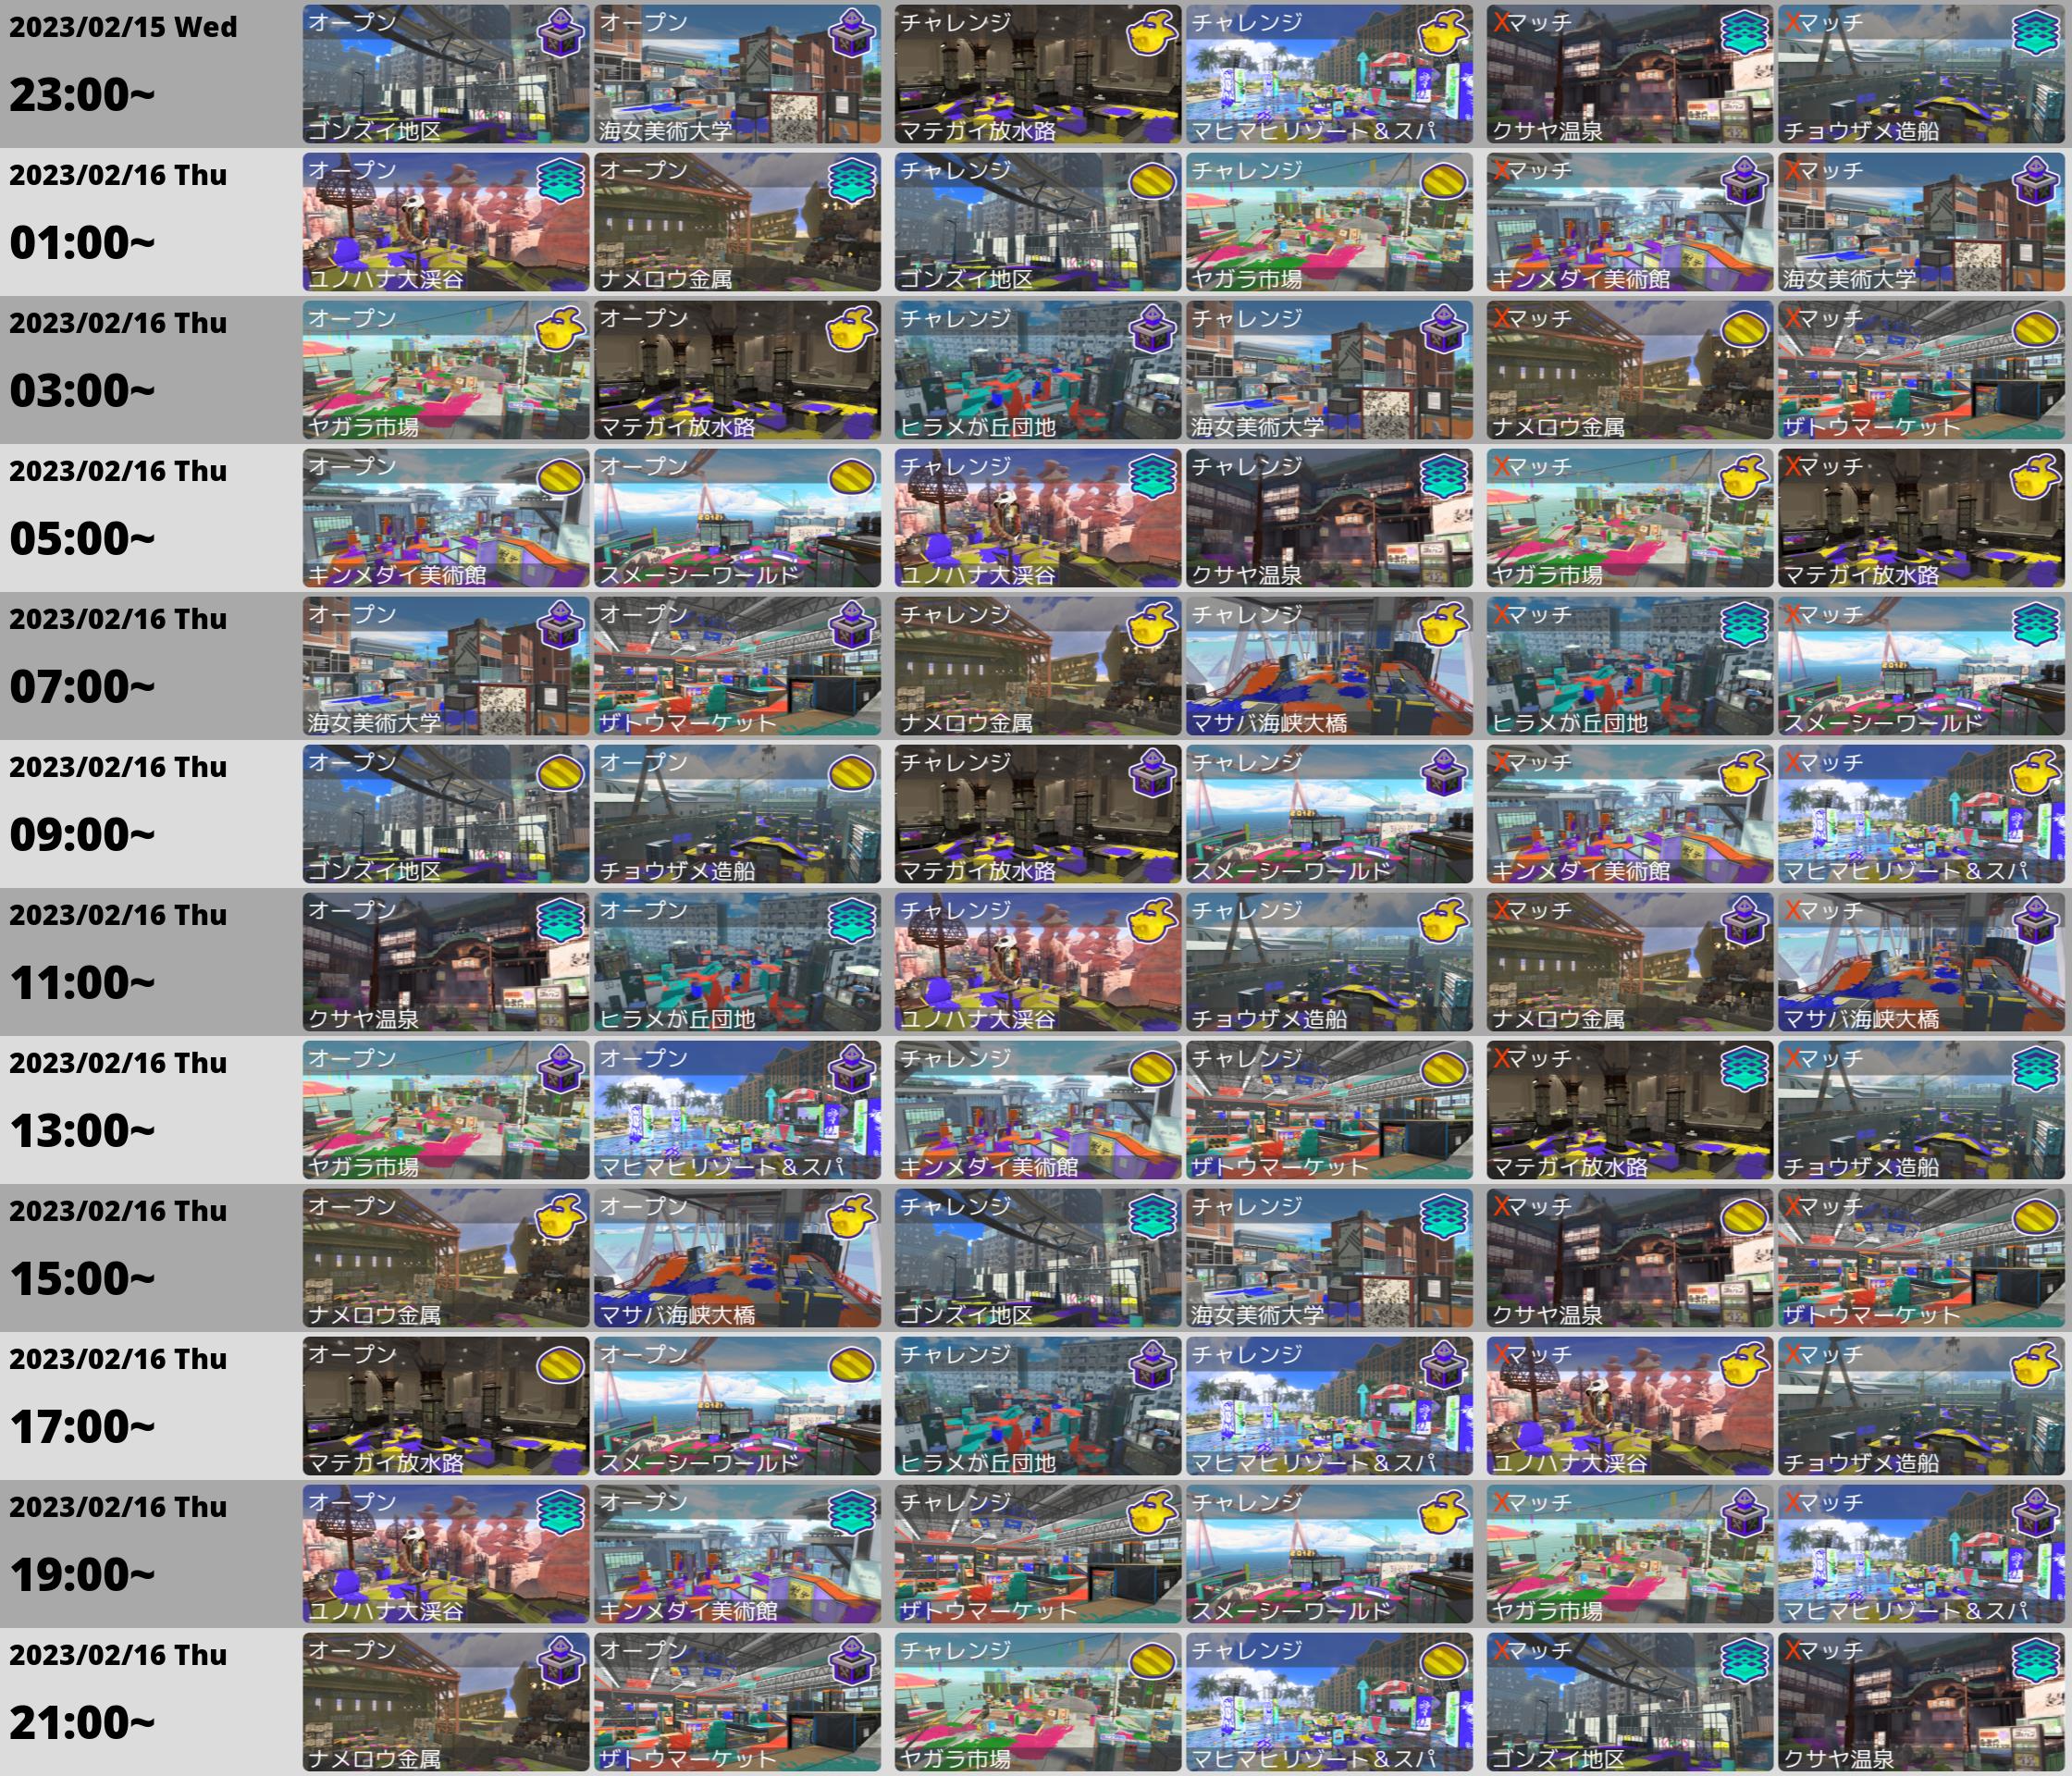 2023/02/15 Wed
23:00~
オープン オープン チャレンジ チャレンジ Xマッチ Xマッチ
ゴンズイ地区 海女美術大学 マテガイ放水路 マヒマヒリゾート&スパ クサヤ温泉 チョウザメ造船
2023/02/16 Thu
01:00~
オープン オープン チャレンジ チャレンジ Xマッチ Xマッチ
ユノハナ大渓谷 ナメロウ金属 ゴンズイ地区 ヤガラ市場 キンメダイ美術館 海女美術大学
2023/02/16 Thu
03:00~
オープン オープン チャレンジ チャレンジ Xマッチ Xマッチ
ヤガラ市場 マテガイ放水路 ヒラメが丘団地 海女美術大学 ナメロウ金属 ザトウマーケット
2023/02/16 Thu
05:00~
オープン オープン チャレンジ チャレンジ Xマッチ Xマッチ
キンメダイ美術館 スメーシーワールド ユノハナ大渓谷 クサヤ温泉 ヤガラ市場 マテガイ放水路
2023/02/16 Thu
07:00~
オープン オープン チャレンジ チャレンジ Xマッチ Xマッチ
海女美術大学 ザトウマーケット ナメロウ金属 マサバ海峡大橋 ヒラメが丘団地 スメーシーワールド
2023/02/16 Thu
09:00~
オープン オープン チャレンジ チャレンジ Xマッチ Xマッチ
ゴンズイ地区 チョウザメ造船 マテガイ放水路 スメーシーワールド キンメダイ美術館 マヒマヒリゾート&スパ
2023/02/16 Thu
11:00~
オープン オープン チャレンジ チャレンジ Xマッチ Xマッチ
クサヤ温泉 ヒラメが丘団地 ユノハナ大渓谷 チョウザメ造船 ナメロウ金属 マサバ海峡大橋
2023/02/16 Thu
13:00~
オープン オープン チャレンジ チャレンジ Xマッチ Xマッチ
ヤガラ市場 マヒマヒリゾート&スパ キンメダイ美術館 ザトウマーケット マテガイ放水路 チョウザメ造船
2023/02/16 Thu
15:00~
オープン オープン チャレンジ チャレンジ Xマッチ Xマッチ
ナメロウ金属 マサバ海峡大橋 ゴンズイ地区 海女美術大学 クサヤ温泉 ザトウマーケット
2023/02/16 Thu
17:00~
オープン オープン チャレンジ チャレンジ Xマッチ Xマッチ
マテガイ放水路 スメーシーワールド ヒラメが丘団地 マヒマヒリゾート&スパ ユノハナ大渓谷 チョウザメ造船
2023/02/16 Thu
19:00~
オープン オープン チャレンジ チャレンジ Xマッチ Xマッチ
ユノハナ大渓谷 キンメダイ美術館 ザトウマーケット スメーシーワールド ヤガラ市場 マヒマヒリゾート&スパ
2023/02/16 Thu
21:00~
オープン オープン チャレンジ チャレンジ Xマッチ Xマッチ
ナメロウ金属 ザトウマーケット ヤガラ市場 マヒマヒリゾート&スパ ゴンズイ地区 クサヤ温泉